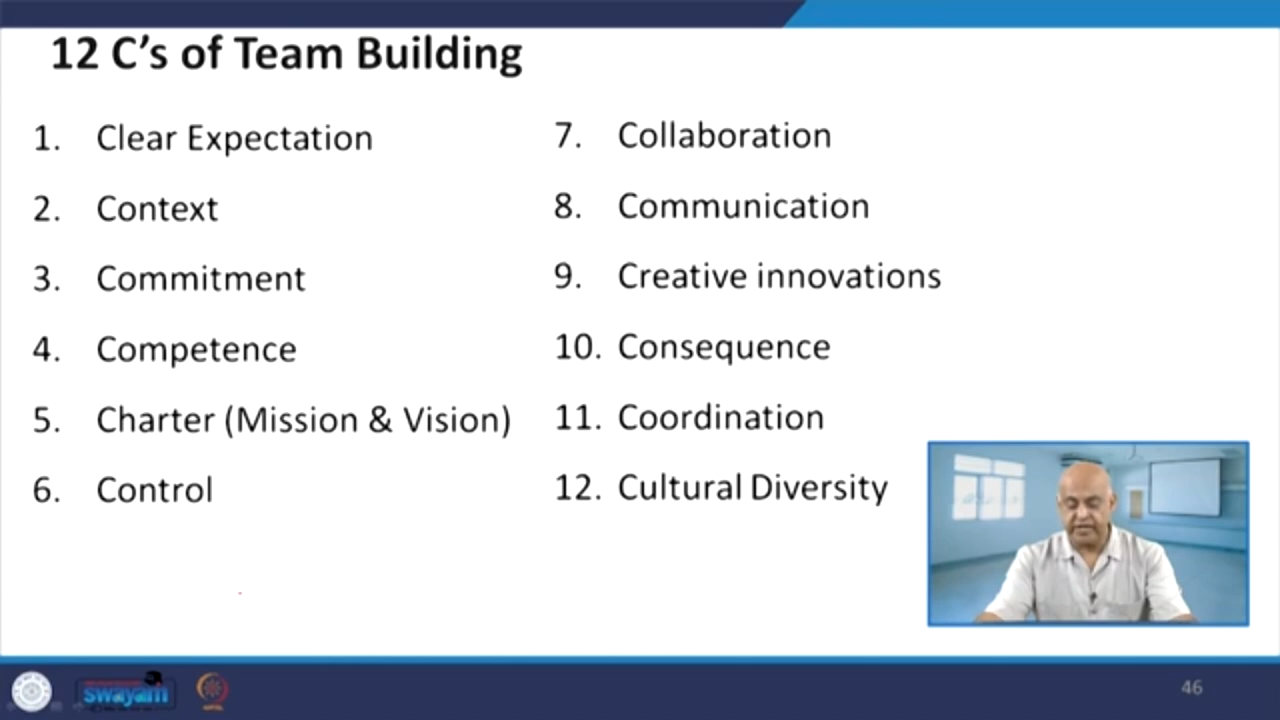 12 C's of Team Building
1. Clear Expectation
2. Context
3. Commitment
4. Competence
5. Charter (Mission & Vision)
6. Control
7. Collaboration
8. Communication
9. Creative innovations
10. Consequence
11. Coordination
12. Cultural Diversity
swayam
46